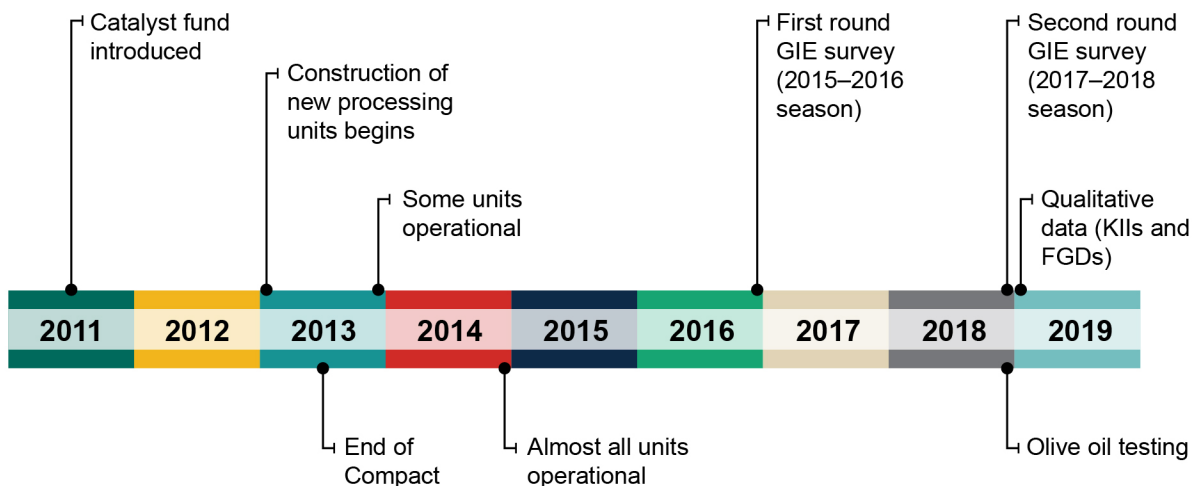 Catalyst fund
introduced
Construction of
new processing
units begins
Some units
operational
First round
GIE survey
(2015–2016
season)
Second round
GIE survey
(2017–2018
season)
Qualitative
data (KIIs and
FGDs)
2011
2012
2013
2014
2015
2016
2017
2018
2019
End of
Compact
Almost all units
operational
Olive oil testing